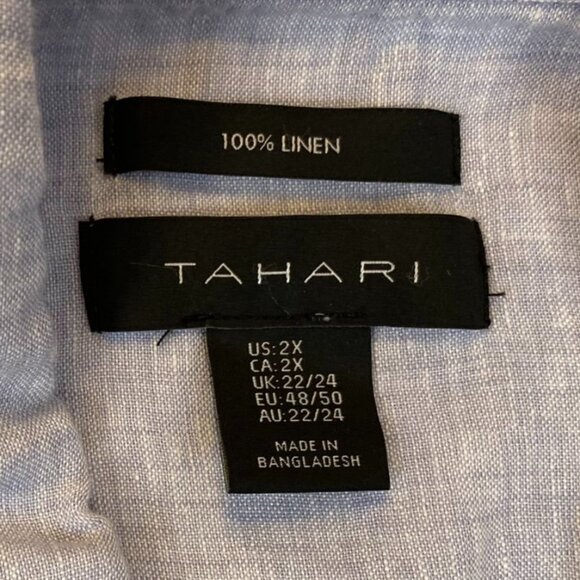 100% LINEN
TAHARI
US:2X
CA:2X
UK:22/24
EU:48/50
AU:22/24
MADE IN
BANGLADESH